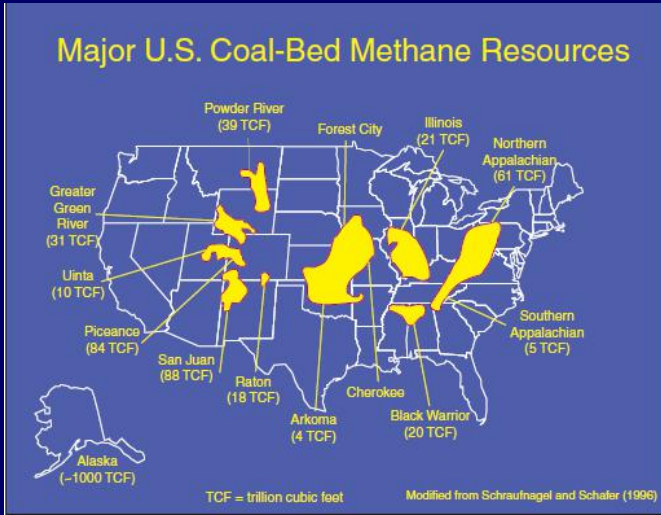 Major U.S. Coal-Bed Methane Resources
Powder River
(39 TCF)
Forest City
Illinois
(21 TCF)
Northern
Appalachian
(61 TCF)
Greater
Green
River
(31 TCF)
Uinta
(10 TCF)
Piceance
(84 TCF)
San Juan
(88 TCF)
Raton
(18 TCF)
Arkoma
(4 TCF)
Cherokee
Black Warrior
(20 TCF)
Southern
Appalachian
(5 TCF)
Alaska
(~1000 TCF)
TCF = trillion cubic feet
Modified from Schraufnagel and Schafer (1996)